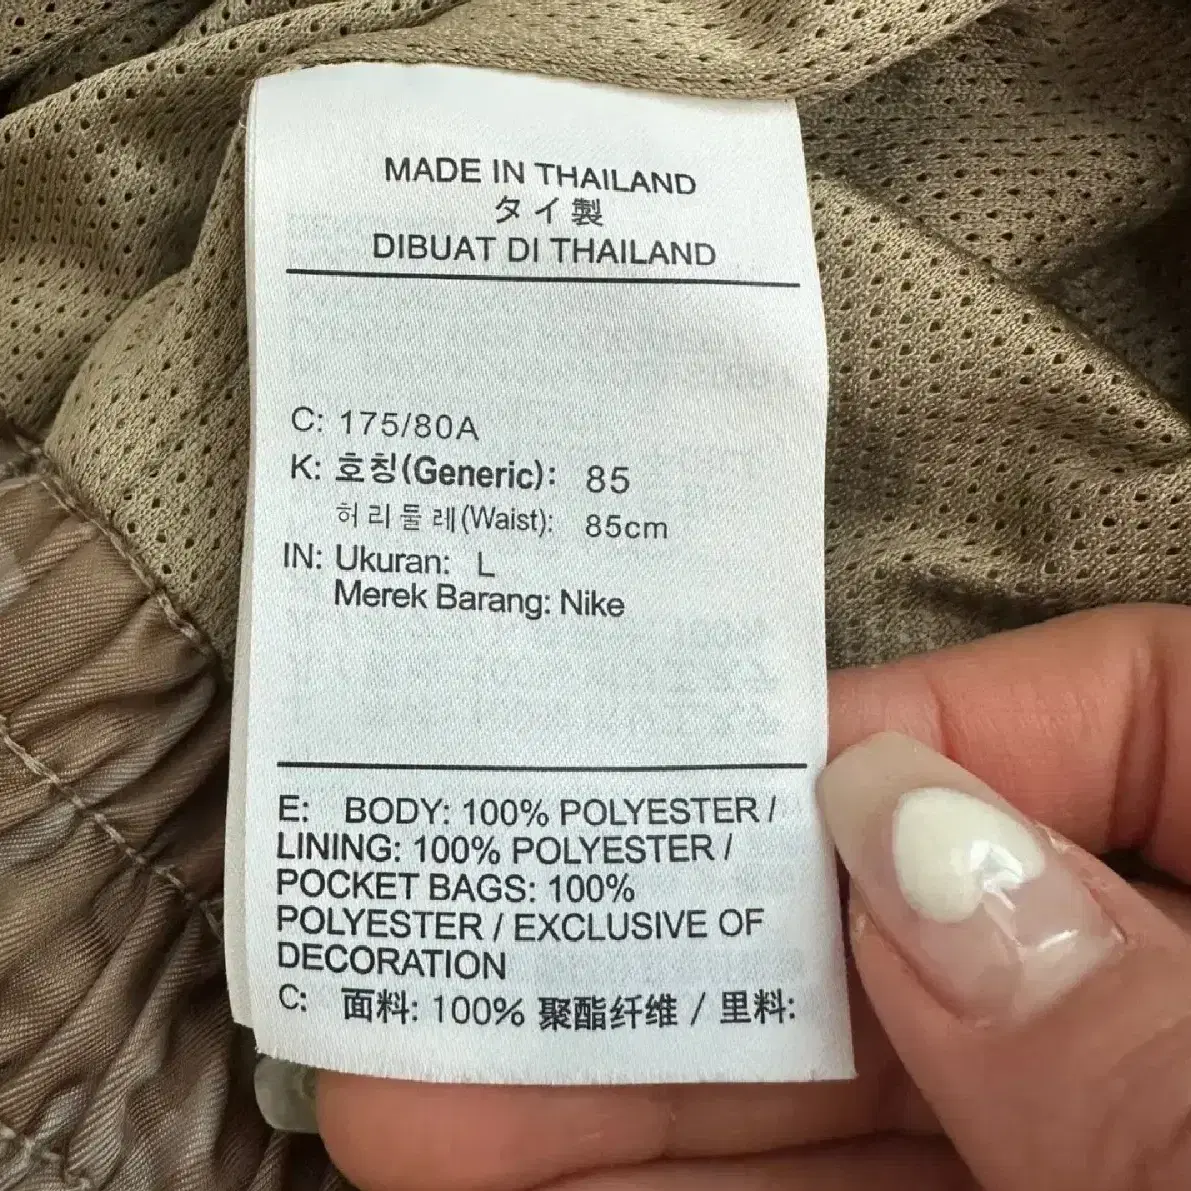 MADE IN THAILAND
タイ製
DIBUAT DI THAILAND
C: 175/80A
K: 호칭(Generic): 85
허리둘레(Waist): 85cm
IN: Ukuran: L
Merek Barang: Nike
E: BODY: 100% POLYESTER /
LINING: 100% POLYESTER /
POCKET BAGS: 100%
POLYESTER / EXCLUSIVE OF
DECORATION
C: 面料: 100% 聚酯纤维 / 里料: